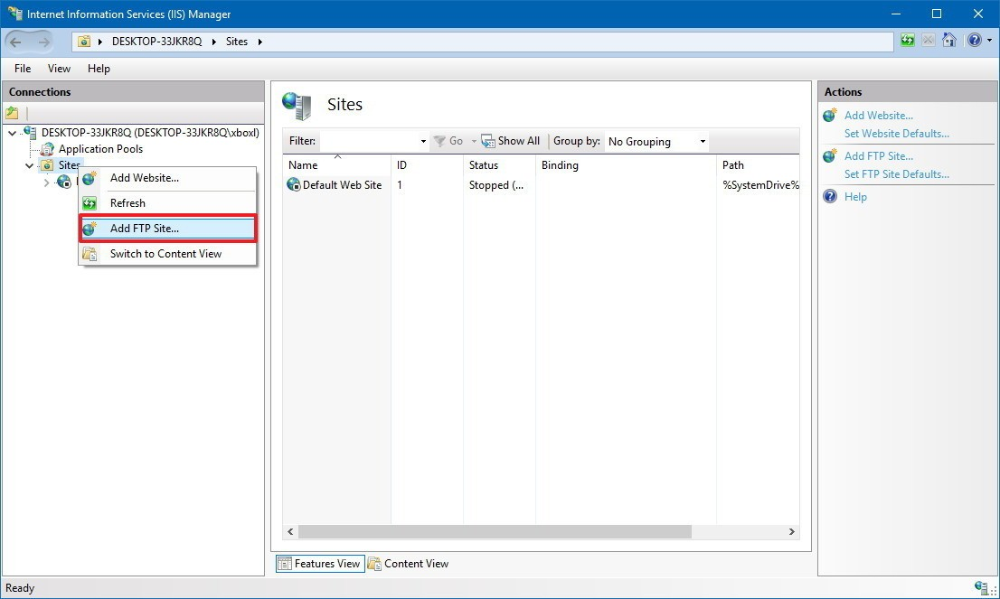 Internet Information Services (IIS) Manager
DESKTOP-33JKR8Q Sites
File View Help
Connections
DESKTOP-33JKR8Q (DESKTOP-33JKR8Q\xboxl)
Application Pools
Sites
Add Website...
Refresh
Add FTP Site...
Switch to Content View
Sites
Filter: Go Show All Group by: No Grouping
Name ID Status Binding Path
Default Web Site 1 Stopped (... %SystemDrive%
Features View Content View
Actions
Add Website...
Set Website Defaults...
Add FTP Site...
Set FTP Site Defaults...
Help
Ready